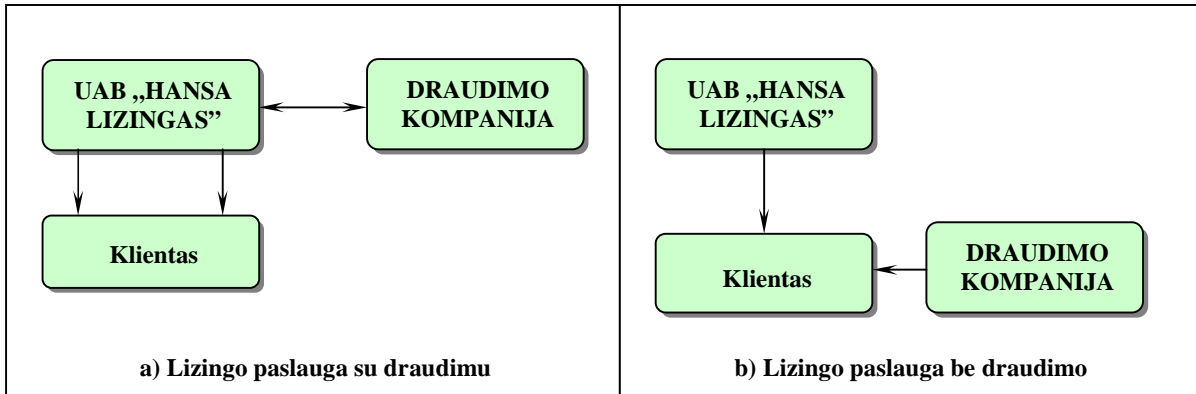 UAB „HANSA
LIZINGAS”
DRAUDIMO
KOMPANIJA
Klientas
a) Lizingo paslauga su draudimu
UAB „HANSA
LIZINGAS”
Klientas
DRAUDIMO
KOMPANIJA
b) Lizingo paslauga be draudimo